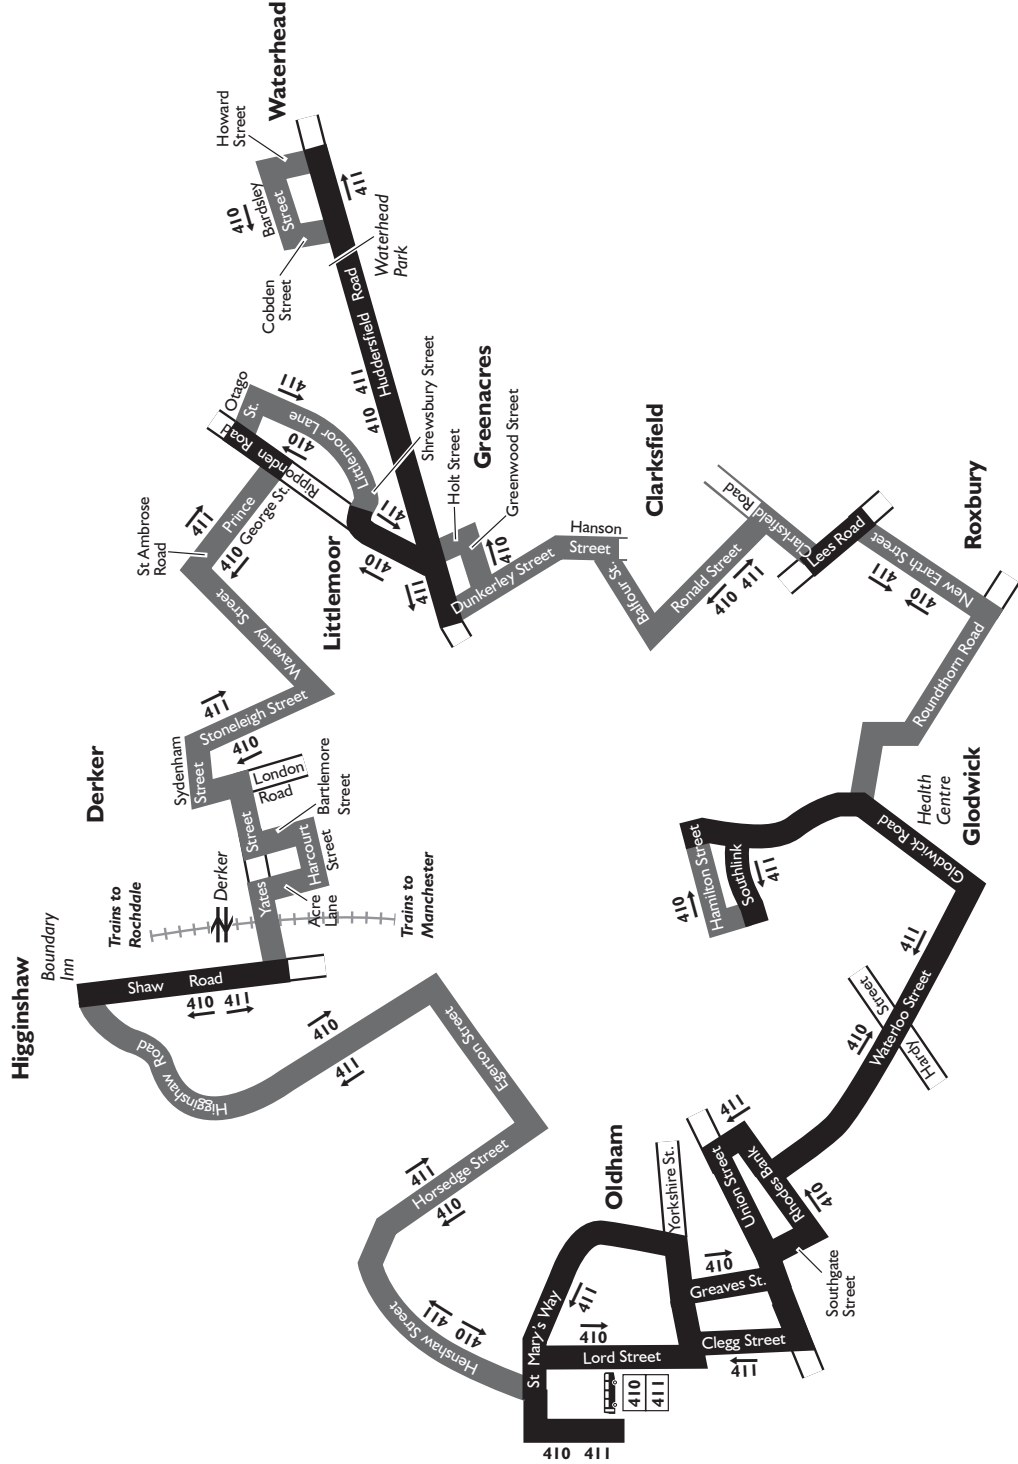 Waterhead
Howard
Street
410
Bardsley
Street
411
Cobden
Street
Waterhead
Park
Huddersfield Road
410 411
Otago
St.
411
Littlemoor Lane
410
Ripponden Road
Ripponden Road
Shrewsbury Street
Greenacres
Holt Street
Greenwood Street
410
411
410
411
St Ambrose
Road
411
Prince
George St.
410
Littlemoor
Waverley Street
Dunkerley Street
Hanson
Street
Balfour St.
Clarksfield
Clarksfield
Road
Ronald Street
410
411
Lees Road
Roxbury
New Earth Street
411
410
Roundthorn Road
Derker
Sydenham
Street
411
Stoneleigh Street
410
London
Road
Bartlemore
Street
Yates Street
Harcourt
Street
Acre
Lane
Derker
Trains to
Rochdale
Trains to
Manchester
Glodwick
Health
Centre
Glodwick Road
Hamilton Street
410
Southlink
411
Higginshaw
Boundary
Inn
Shaw Road
410
411
Higginshaw Road
410
411
Egerton Street
411
Waterloo Street
410
Hardy
Street
Horsedge Street
411
410
Henshaw Street
411
410
Oldham
Yorkshire St.
Union Street
411
Rhodes Bank
410
Southgate
Street
410
Greaves St.
St Mary's Way
411
410
Lord Street
Clegg Street
411
410
411
410 411